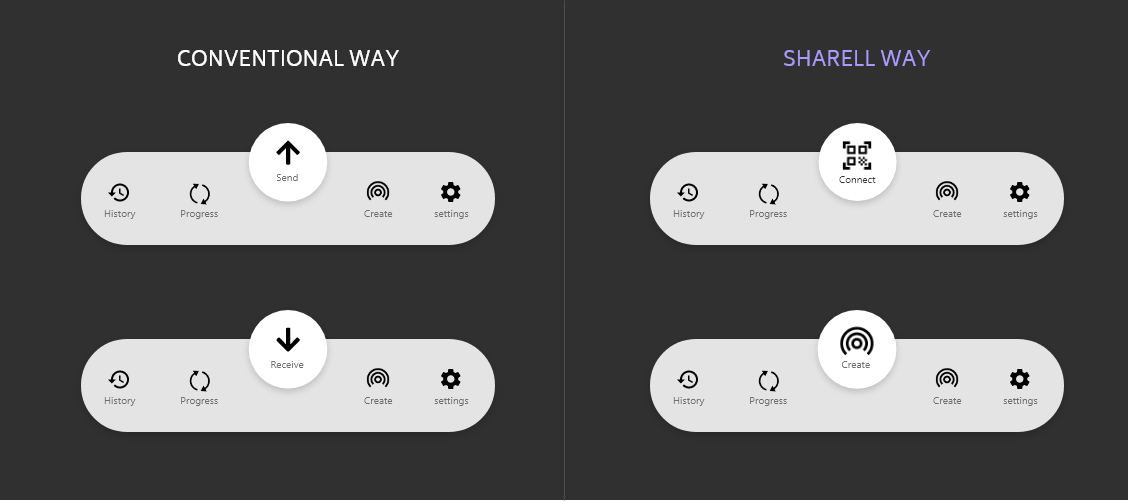 CONVENTIONAL WAY
Send
History Progress Create settings
Receive
History Progress Create settings
SHARELL WAY
Connect
History Progress Create settings
Create
History Progress Create settings